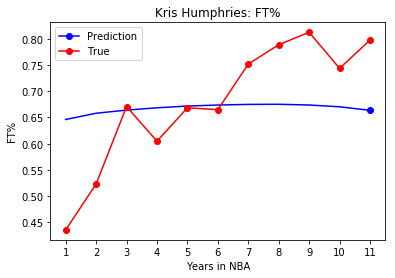 Kris Humphries: FT%
Prediction
True
0.80
0.75
0.70
0.65
0.60
0.55
0.50
0.45
FT%
1 2 3 4 5 6 7 8 9 10 11
Years in NBA